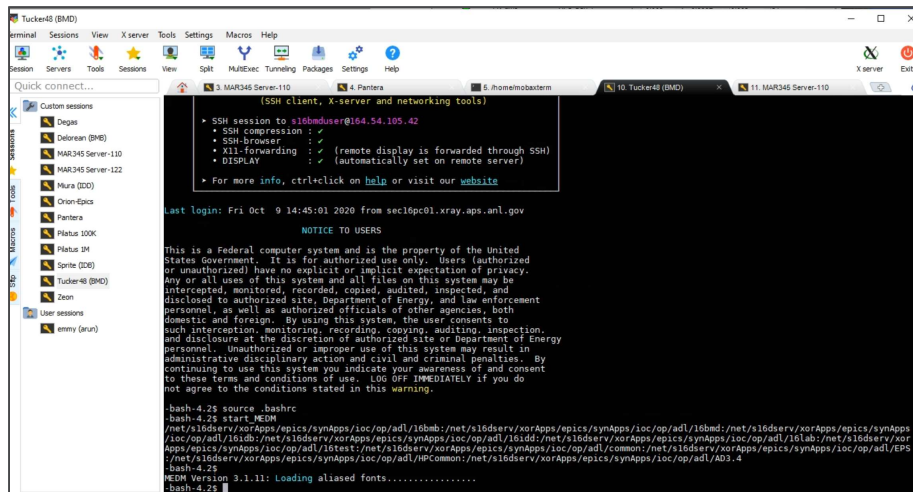 Tucker48 (BMD)
erminal Sessions View X server Tools Settings Macros Help
Session Servers Tools Sessions View Split MultiExec Tunneling Packages Settings Help X server Exit
Quick connect...
3. MAR345 Server-110
4. Pantera
5. /home/mobaxterm
10. Tucker48 (BMD)
11. MAR345 Server-110
Sessions
Tools
Macros
Sftp
Custom sessions
Degas
Delorean (BMB)
MAR345 Server-110
MAR345 Server-122
Miura (IDD)
Orion-Epics
Pantera
Pilatus 100K
Pilatus 1M
Sprite (IDB)
Tucker48 (BMD)
Zeon
User sessions
emmy (arun)
(SSH client, X-server and networking tools)
➤ SSH session to s16bmduser@164.54.105.42
• SSH compression : ✔
• SSH-browser : ✔
• X11-forwarding : ✔ (remote display is forwarded through SSH)
• DISPLAY : ✔ (automatically set on remote server)
➤ For more info, ctrl+click on help or visit our website
Last login: Fri Oct 9 14:45:01 2020 from sec16pc01.xray.aps.anl.gov
NOTICE TO USERS
This is a Federal computer system and is the property of the United
States Government. It is for authorized use only. Users (authorized
or unauthorized) have no explicit or implicit expectation of privacy.
Any or all uses of this system and all files on this system may be
intercepted, monitored, recorded, copied, audited, inspected, and
disclosed to authorized site, Department of Energy, and law enforcement
personnel, as well as authorized officials of other agencies, both
domestic and foreign. By using this system, the user consents to
such interception, monitoring, recording, copying, auditing, inspection,
and disclosure at the discretion of authorized site or Department of Energy
personnel. Unauthorized or improper use of this system may result in
administrative disciplinary action and civil and criminal penalties. By
continuing to use this system you indicate your awareness of and consent
to these terms and conditions of use. LOG OFF IMMEDIATELY if you do
not agree to the conditions stated in this warning.
-bash-4.2$ source .bashrc
-bash-4.2$ start_MEDM
/net/s16dserv/xorApps/epics/synApps/ioc/op/adl/16bmb:/net/s16dserv/xorApps/epics/synApps/ioc/op/adl/16bmd:/net/s16dserv/xorApps/epics/synApps
/ioc/op/adl/16idb:/net/s16dserv/xorApps/epics/synApps/ioc/op/adl/16idd:/net/s16dserv/xorApps/epics/synApps/ioc/op/adl/16lab:/net/s16dserv/xor
Apps/epics/synApps/ioc/op/adl/16test:/net/s16dserv/xorApps/epics/synApps/ioc/op/adl/common:/net/s16dserv/xorApps/epics/synApps/ioc/op/adl/EPS
:/net/s16dserv/xorApps/epics/synApps/ioc/op/adl/HPCommon:/net/s16dserv/xorApps/epics/synApps/ioc/op/adl/AD3.4
-bash-4.2$
MEDM Version 3.1.11: Loading aliased fonts.................
-bash-4.2$